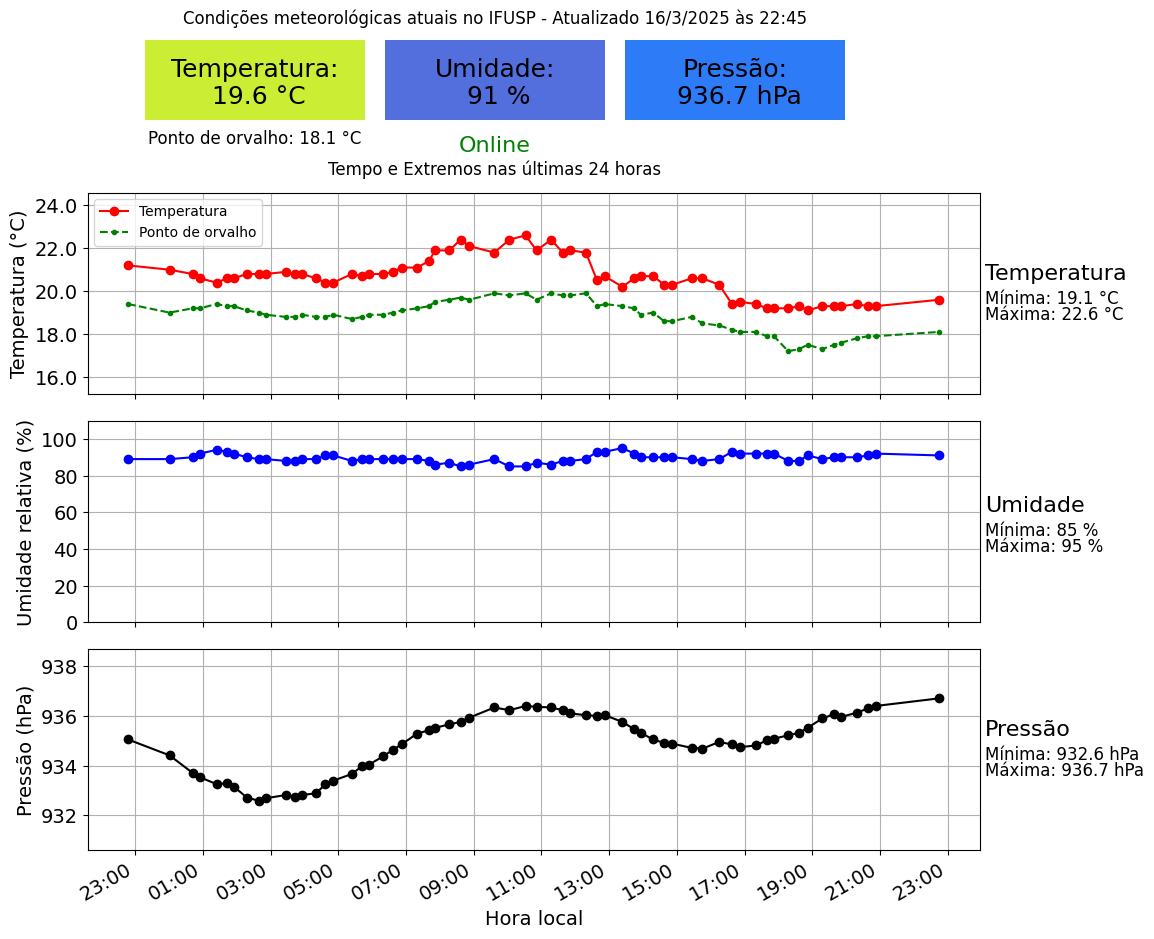 Condições meteorológicas atuais no IFUSP - Atualizado 16/3/2025 às 22:45
Temperatura:
19.6 °C
Umidade:
91 %
Pressão:
936.7 hPa
Ponto de orvalho: 18.1 °C
Online
Tempo e Extremos nas últimas 24 horas
Temperatura (°C)
24.0
22.0
20.0
18.0
16.0
Temperatura
Ponto de orvalho
Temperatura
Mínima: 19.1 °C
Máxima: 22.6 °C
Umidade relativa (%)
100
80
60
40
20
0
Umidade
Mínima: 85 %
Máxima: 95 %
Pressão (hPa)
938
936
934
932
Pressão
Mínima: 932.6 hPa
Máxima: 936.7 hPa
23:00 01:00 03:00 05:00 07:00 09:00 11:00 13:00 15:00 17:00 19:00 21:00 23:00
Hora local